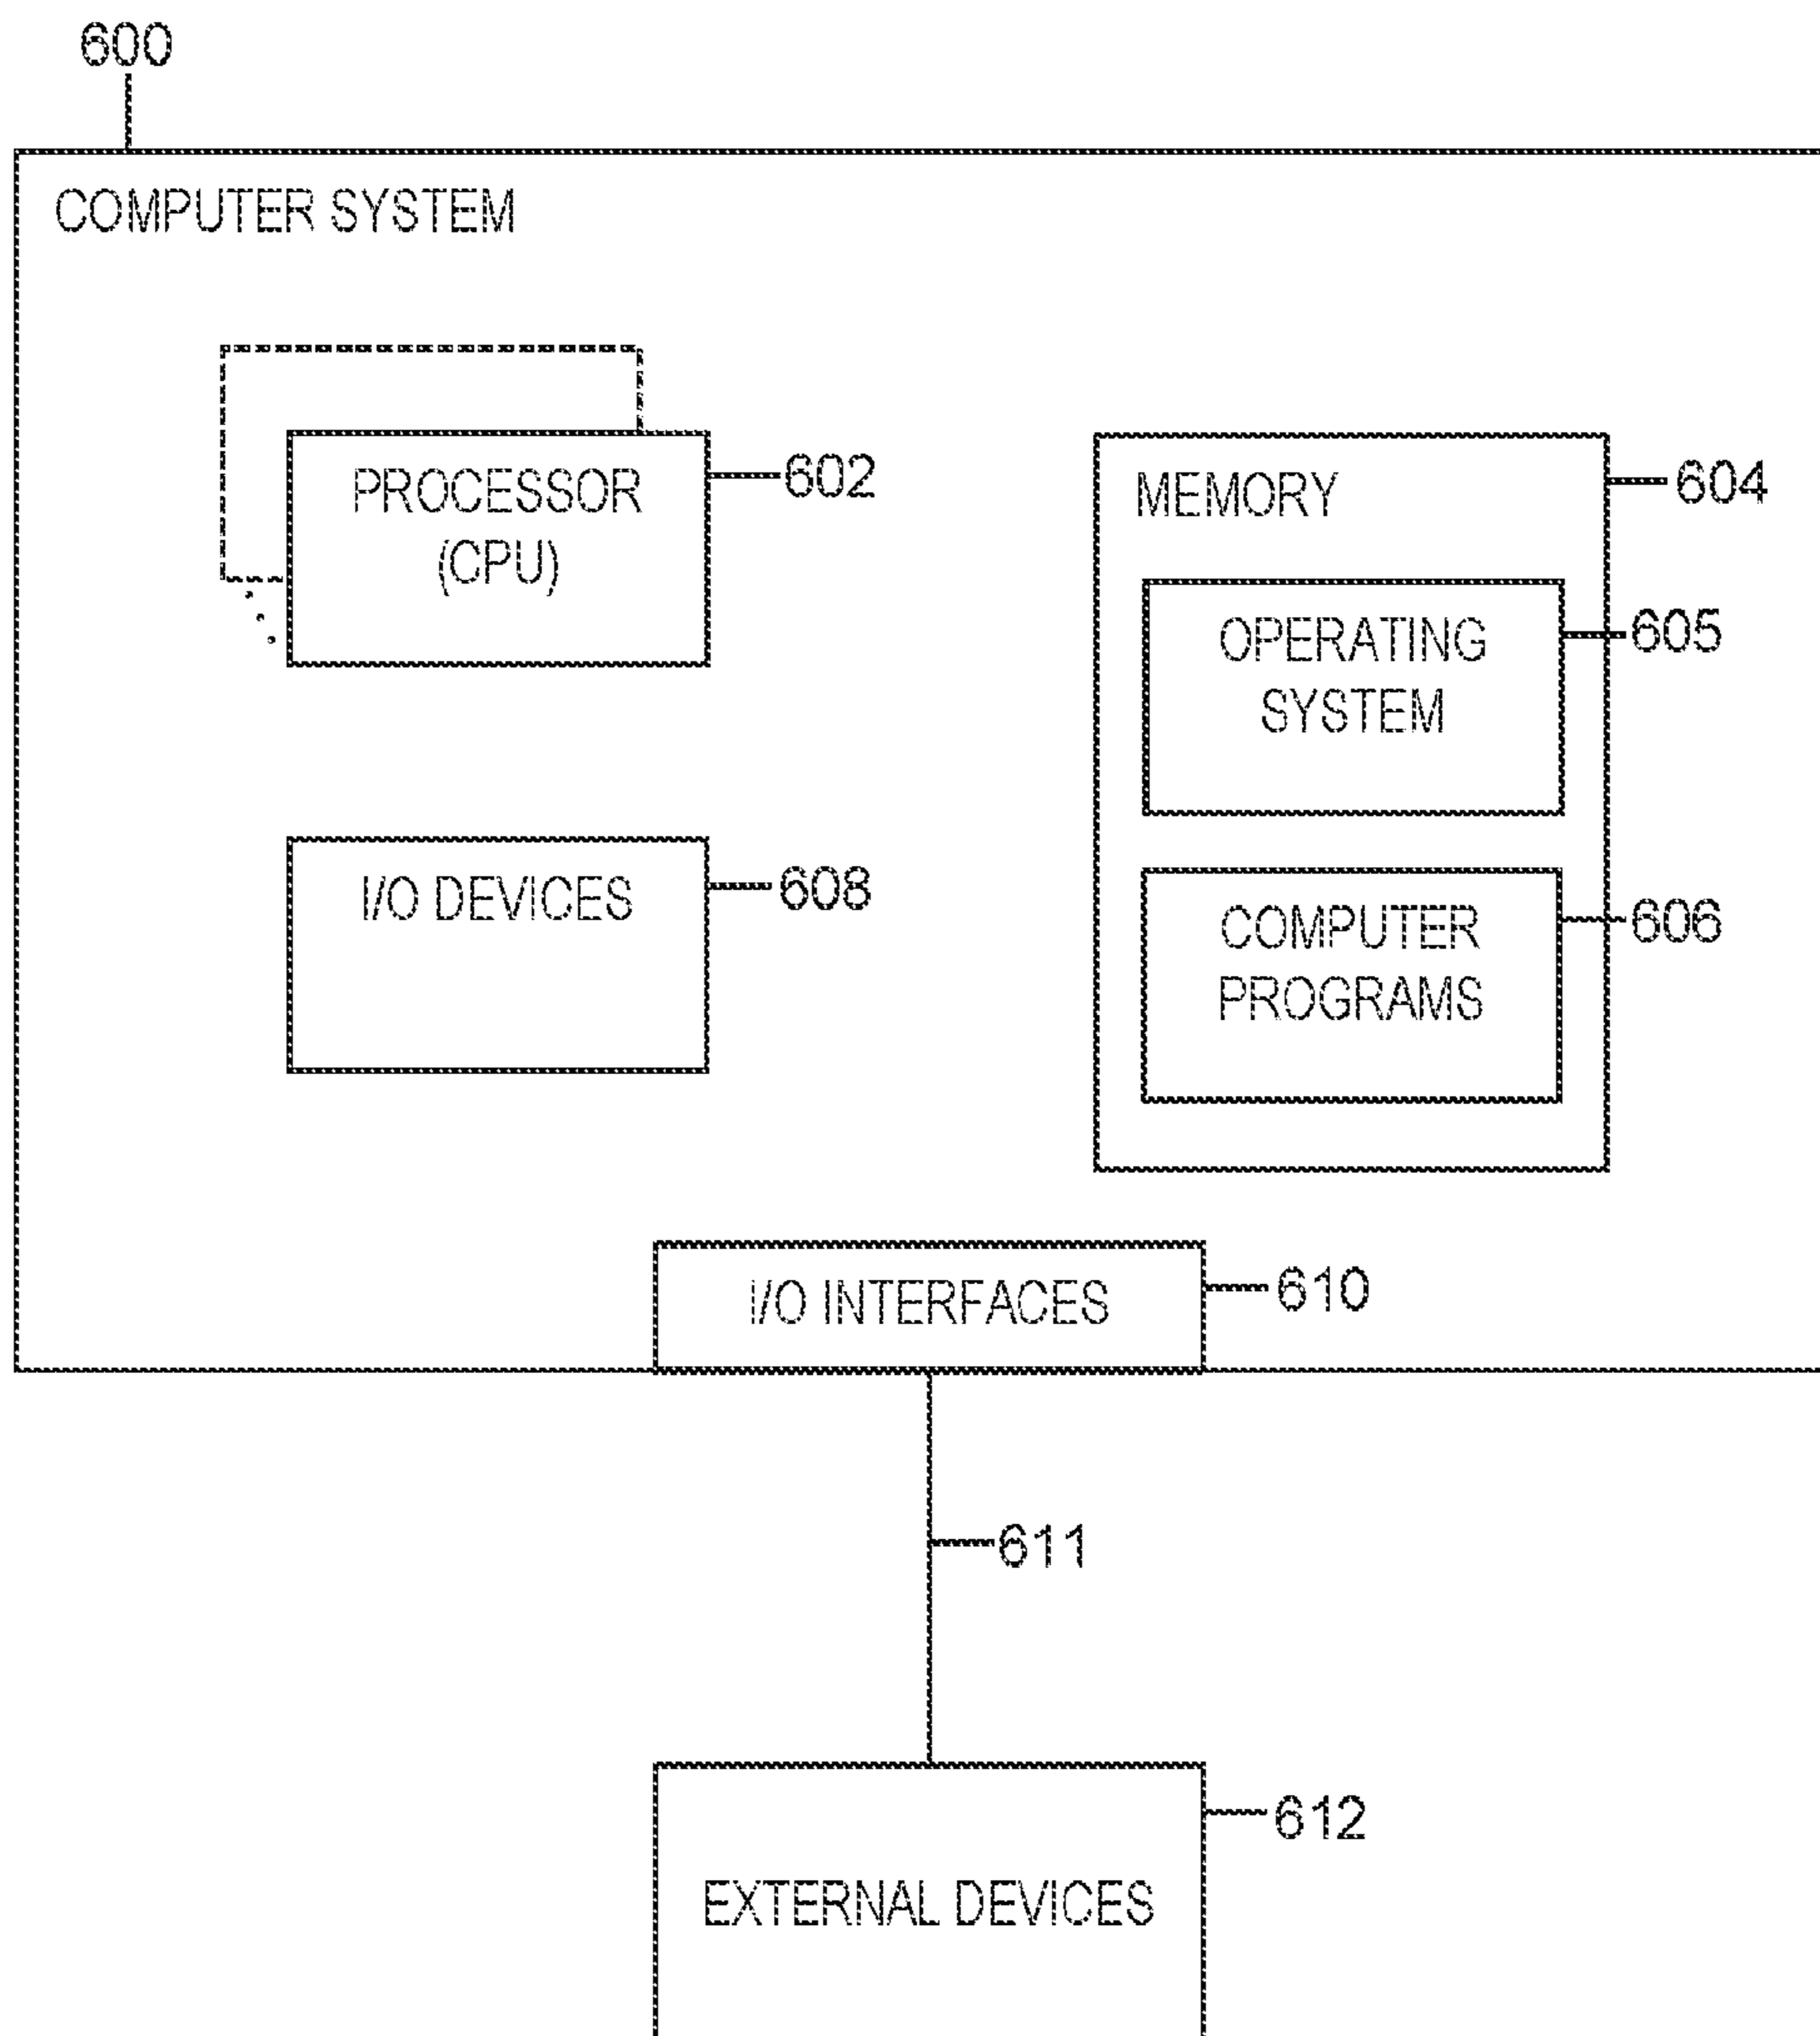 600
COMPUTER SYSTEM
PROCESSOR
(CPU)
602
MEMORY
604
OPERATING
SYSTEM
605
I/O DEVICES
608
COMPUTER
PROGRAMS
606
I/O INTERFACES
610
611
612
EXTERNAL DEVICES